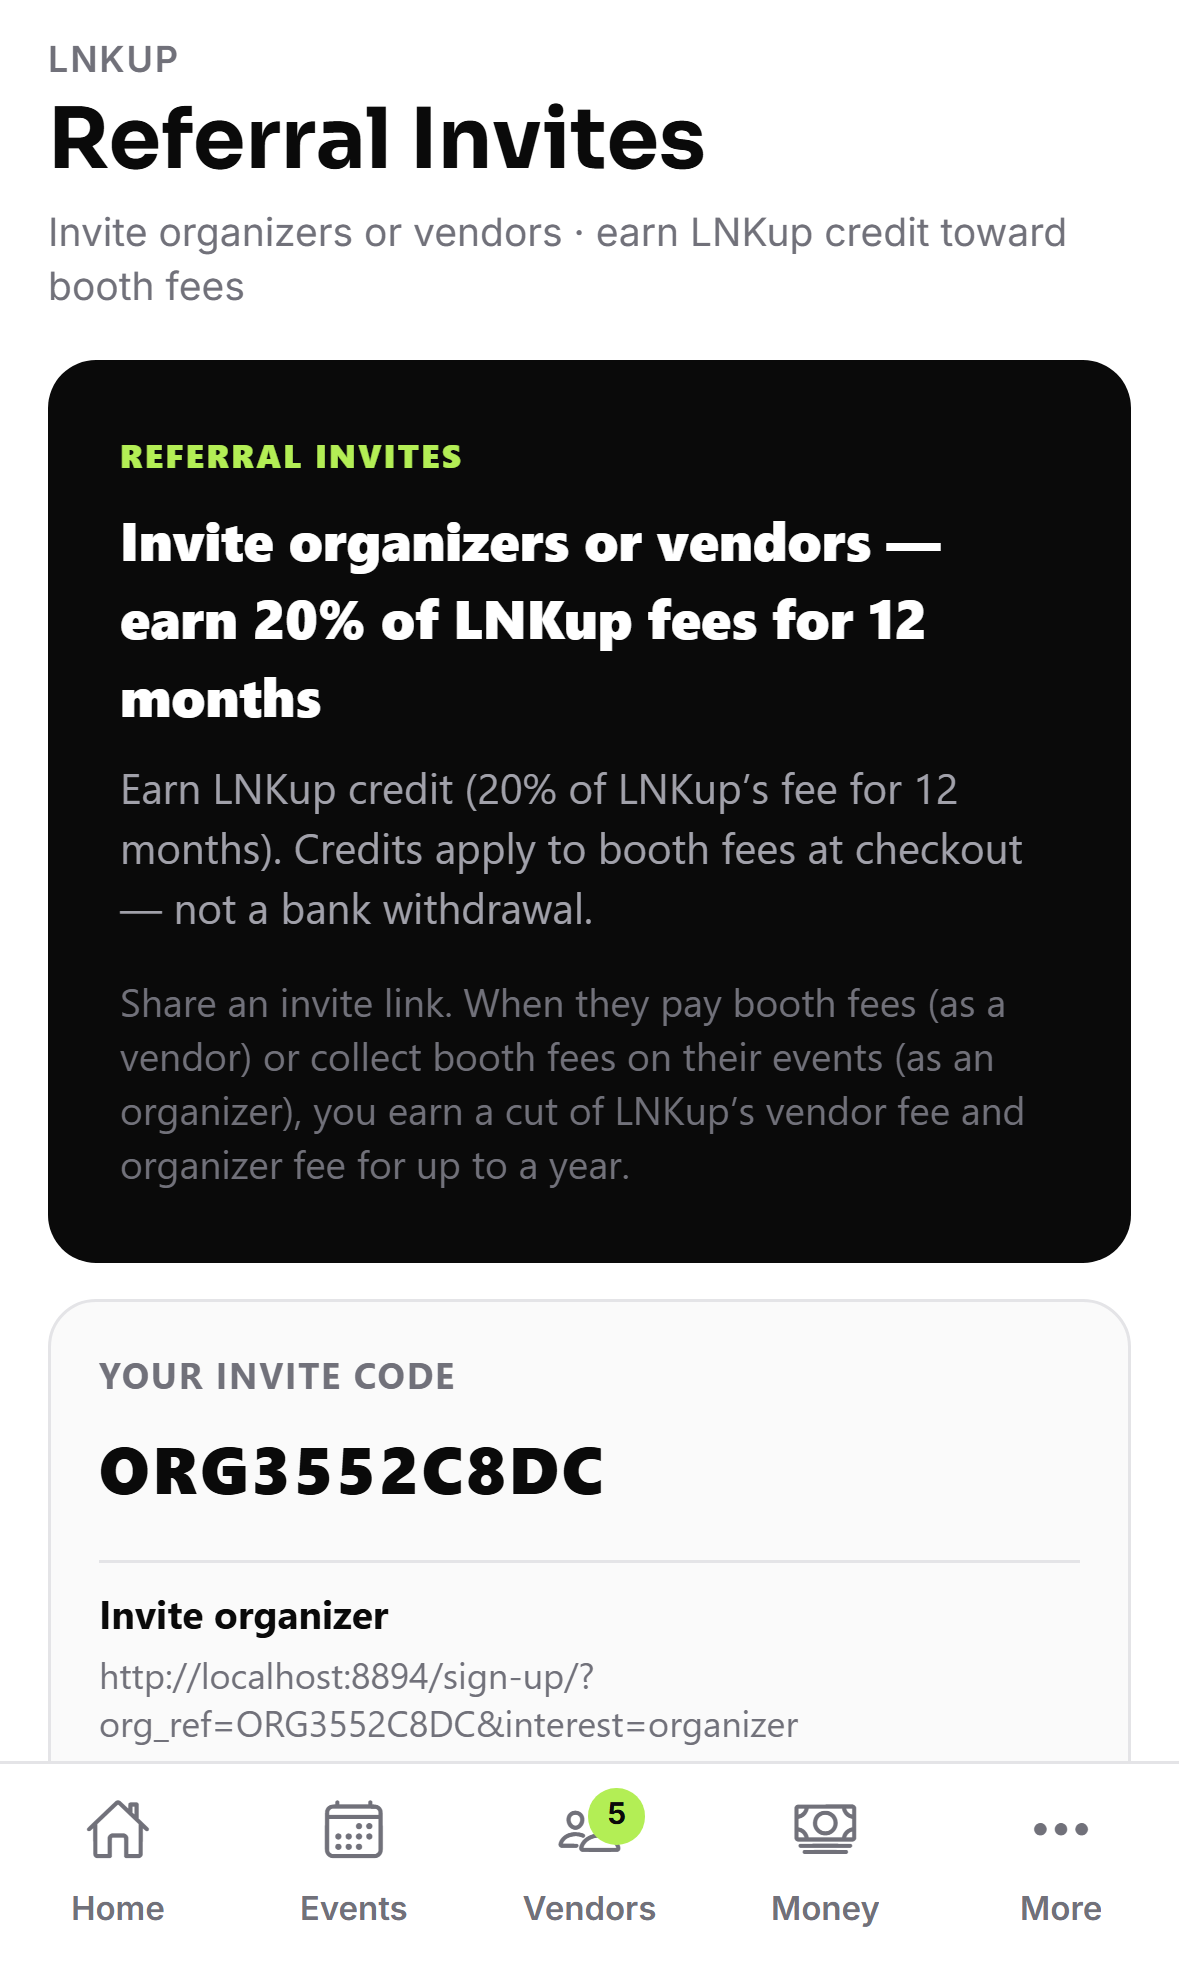 LNKUP
Referral Invites
Invite organizers or vendors · earn LNKup credit toward
booth fees
REFERRAL INVITES
Invite organizers or vendors —
earn 20% of LNKup fees for 12
months
Earn LNKup credit (20% of LNKup’s fee for 12
months). Credits apply to booth fees at checkout
— not a bank withdrawal.
Share an invite link. When they pay booth fees (as a
vendor) or collect booth fees on their events (as an
organizer), you earn a cut of LNKup’s vendor fee and
organizer fee for up to a year.
YOUR INVITE CODE
ORG3552C8DC
Invite organizer
http://localhost:8894/sign-up/?
org_ref=ORG3552C8DC&interest=organizer
5
Home
Events
Vendors
Money
More